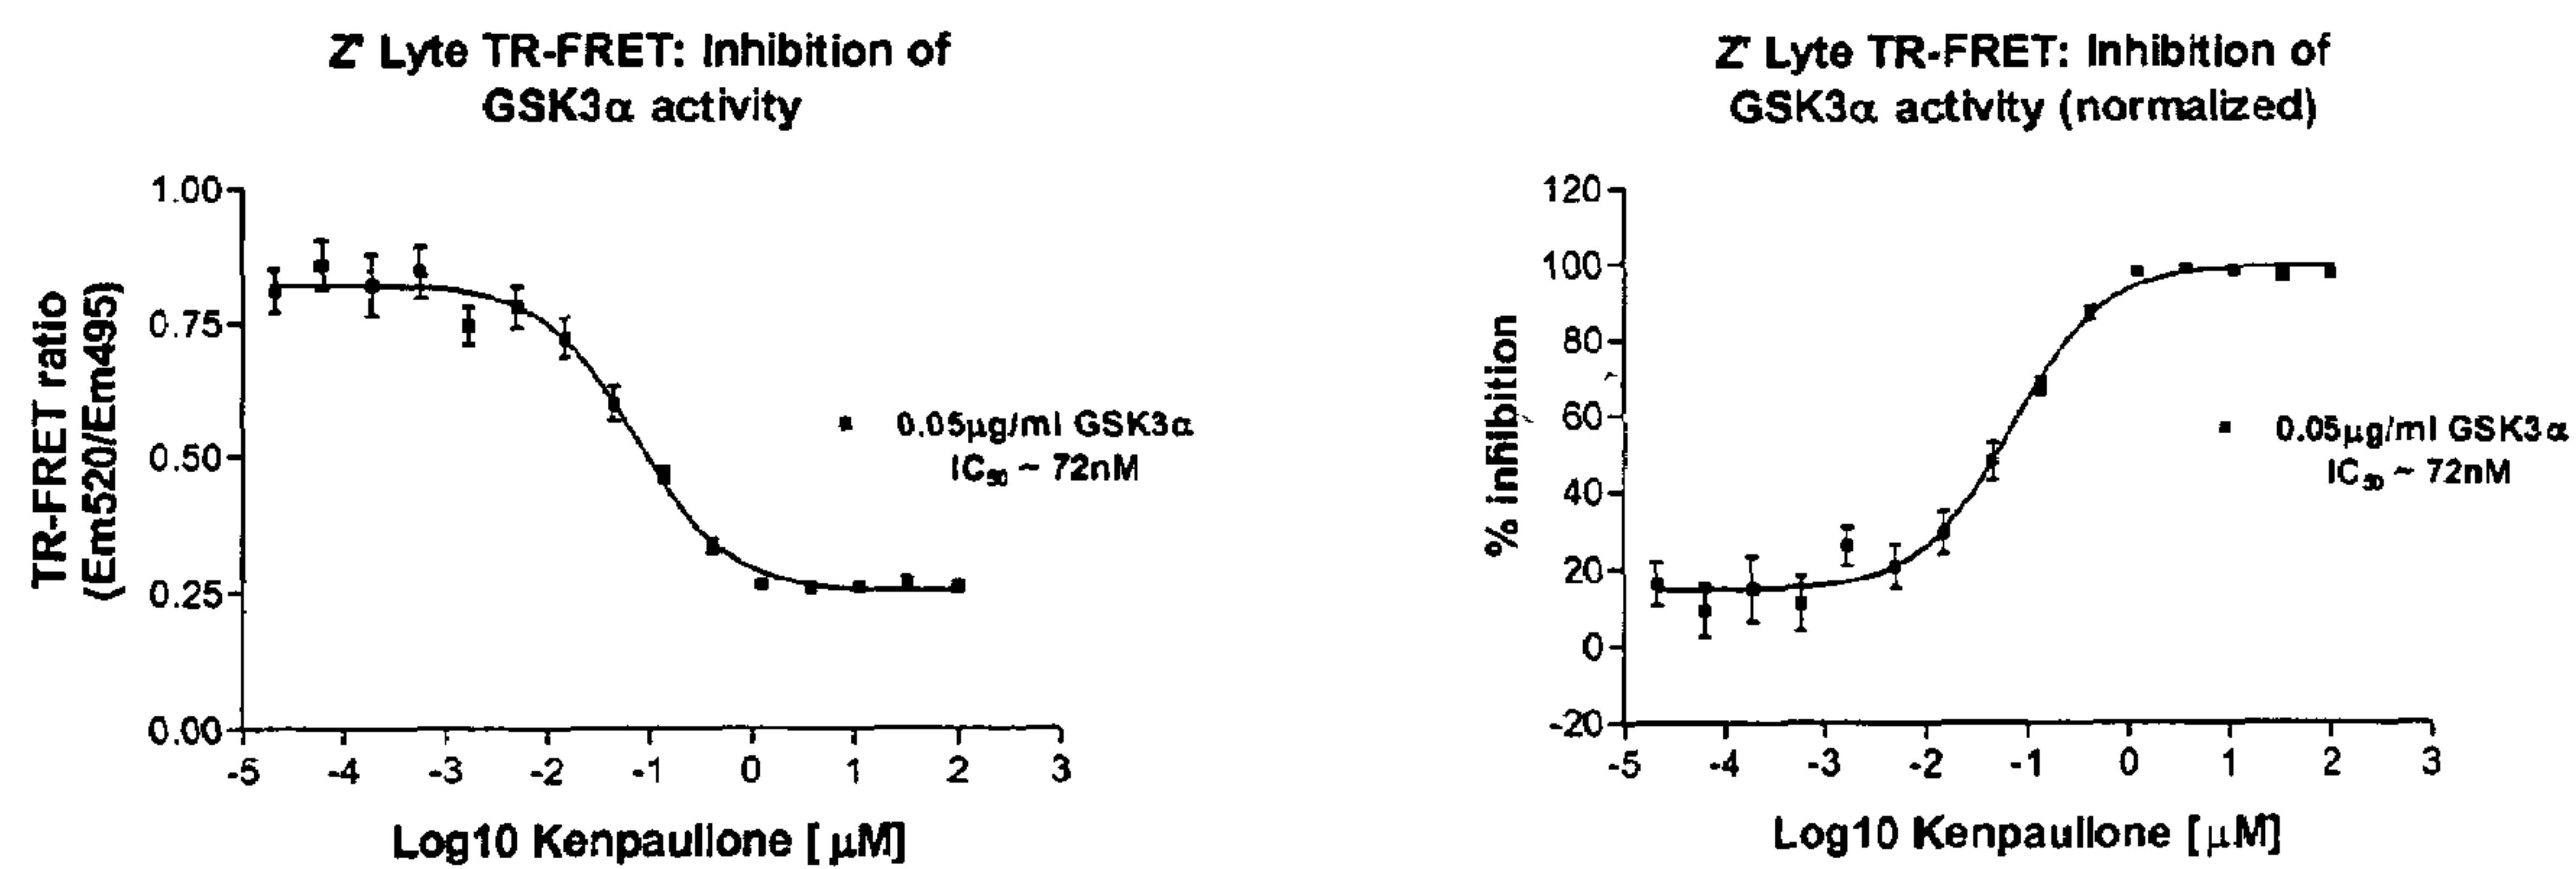 Z' Lyte TR-FRET: Inhibition of
GSK3α activity
1.00
0.75
0.50
0.25
0.00
TR-FRET ratio
(Em520/Em495)
-5 -4 -3 -2 -1 0 1 2 3
Log10 Kenpaullone [μM]
0.05μg/ml GSK3α
IC50 ~ 72nM
Z' Lyte TR-FRET: Inhibition of
GSK3α activity (normalized)
120
100
80
60
40
20
0
-20
% inhibition
-5 -4 -3 -2 -1 0 1 2 3
Log10 Kenpaullone [μM]
0.05μg/ml GSK3α
IC50 ~ 72nM